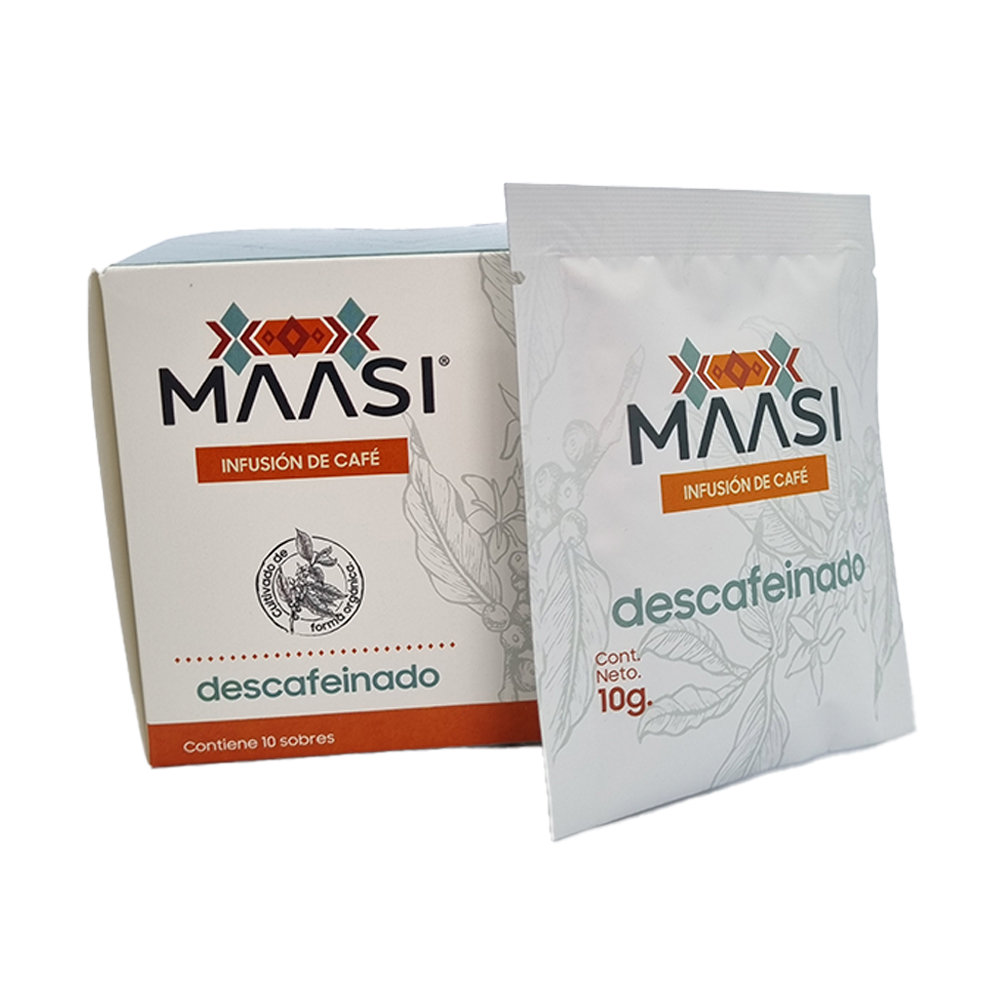 MAASI®
INFUSIÓN DE CAFÉ
Cultivado de
forma orgánica.
descafeinado
Contiene 10 sobres
MAASI
INFUSIÓN DE CAFÉ
descafeinado
Cont.
Neto.
10g.